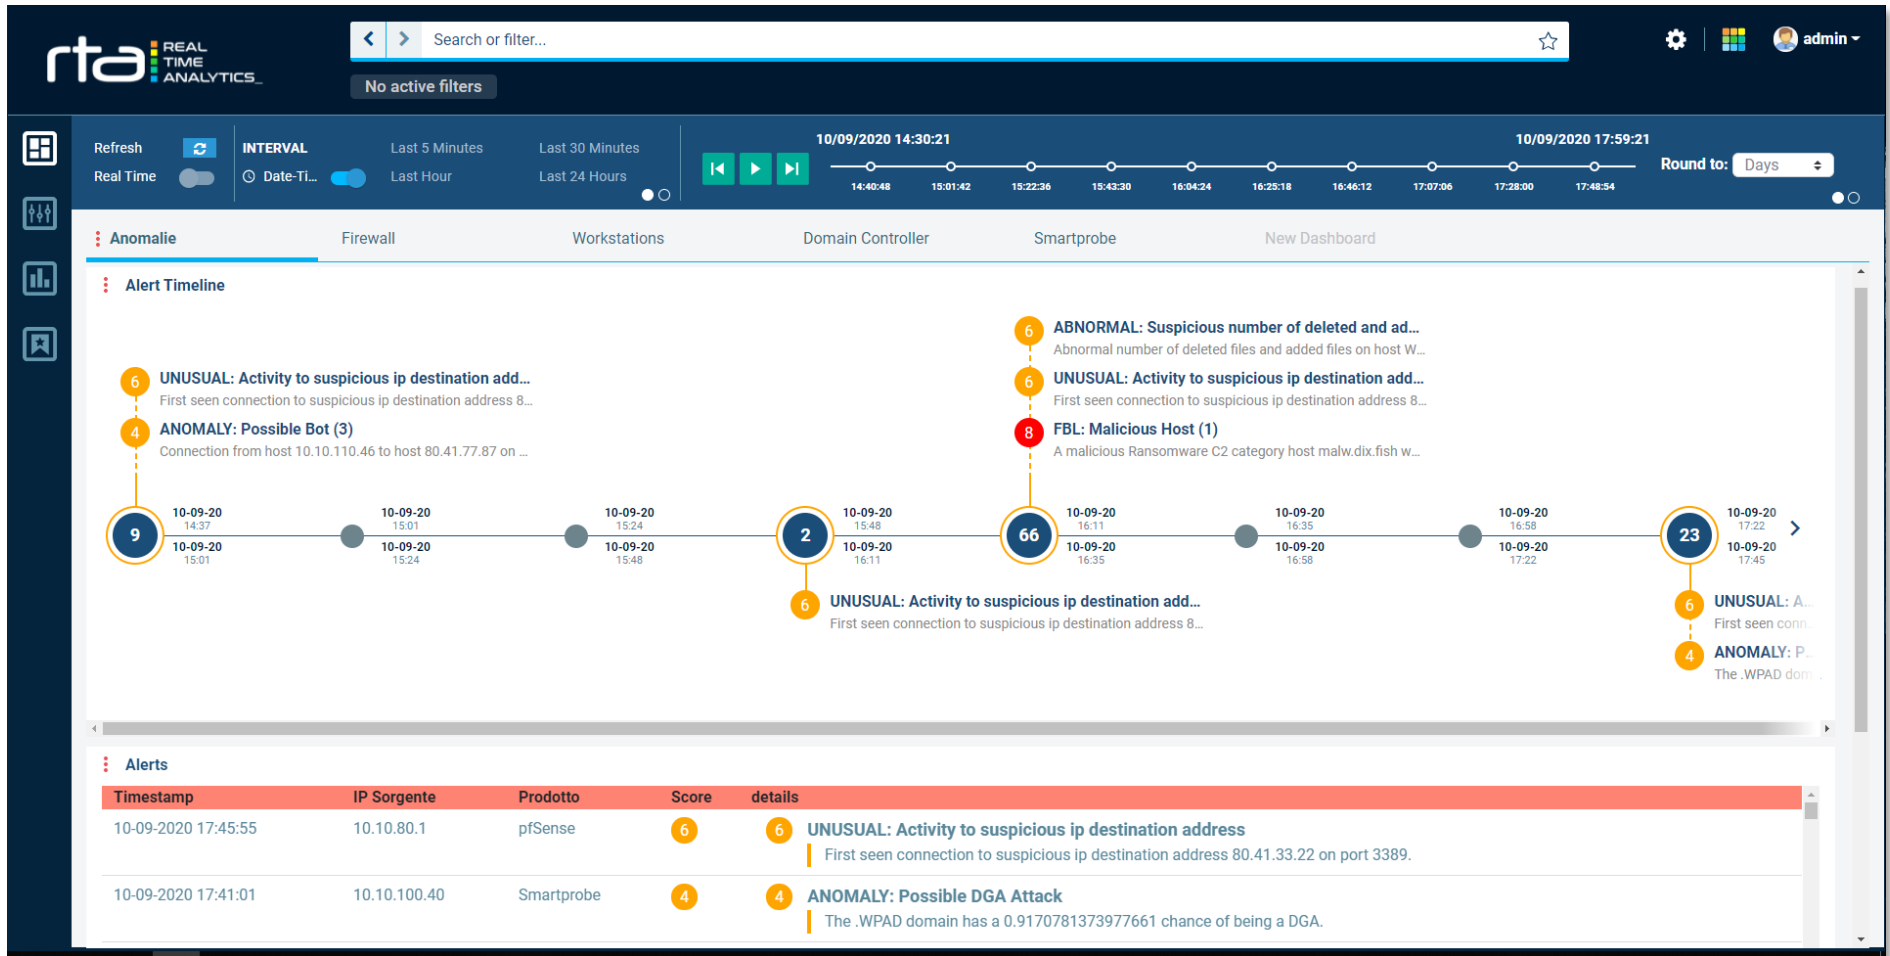 rta REAL TIME ANALYTICS_
Search or filter...
admin
No active filters
Refresh
Real Time
INTERVAL
Date-Ti...
Last 5 Minutes
Last 30 Minutes
Last Hour
Last 24 Hours
10/09/2020 14:30:21
10/09/2020 17:59:21
14:40:48 15:01:42 15:22:36 15:43:30 16:04:24 16:25:18 16:46:12 17:07:06 17:28:00 17:48:54
Round to: Days
Anomalie Firewall Workstations Domain Controller Smartprobe New Dashboard
Alert Timeline
6 UNUSUAL: Activity to suspicious ip destination add...
First seen connection to suspicious ip destination address 8...
4 ANOMALY: Possible Bot (3)
Connection from host 10.10.110.46 to host 80.41.77.87 on ...
6 ABNORMAL: Suspicious number of deleted and ad...
Abnormal number of deleted files and added files on host W...
6 UNUSUAL: Activity to suspicious ip destination add...
First seen connection to suspicious ip destination address 8...
8 FBL: Malicious Host (1)
A malicious Ransomware C2 category host malw.dix.fish w...
9
10-09-20
14:37
10-09-20
15:01
10-09-20
15:01
10-09-20
15:24
10-09-20
15:24
10-09-20
15:48
2
10-09-20
15:48
10-09-20
16:11
66
10-09-20
16:11
10-09-20
16:35
10-09-20
16:35
10-09-20
16:58
10-09-20
16:58
10-09-20
17:22
23
10-09-20
17:22
10-09-20
17:45
6 UNUSUAL: Activity to suspicious ip destination add...
First seen connection to suspicious ip destination address 8...
6 UNUSUAL: A...
First seen conn...
4 ANOMALY: P...
The .WPAD dom...
Alerts
Timestamp IP Sorgente Prodotto Score details
10-09-2020 17:45:55 10.10.80.1 pfSense 6 6 UNUSUAL: Activity to suspicious ip destination address
First seen connection to suspicious ip destination address 80.41.33.22 on port 3389.
10-09-2020 17:41:01 10.10.100.40 Smartprobe 4 4 ANOMALY: Possible DGA Attack
The .WPAD domain has a 0.9170781373977661 chance of being a DGA.